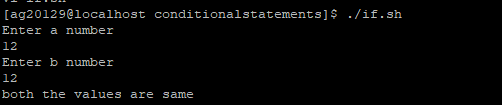 [ag20129@localhost conditionalstatements]$ ./if.sh
Enter a number
12
Enter b number
12
both the values are same